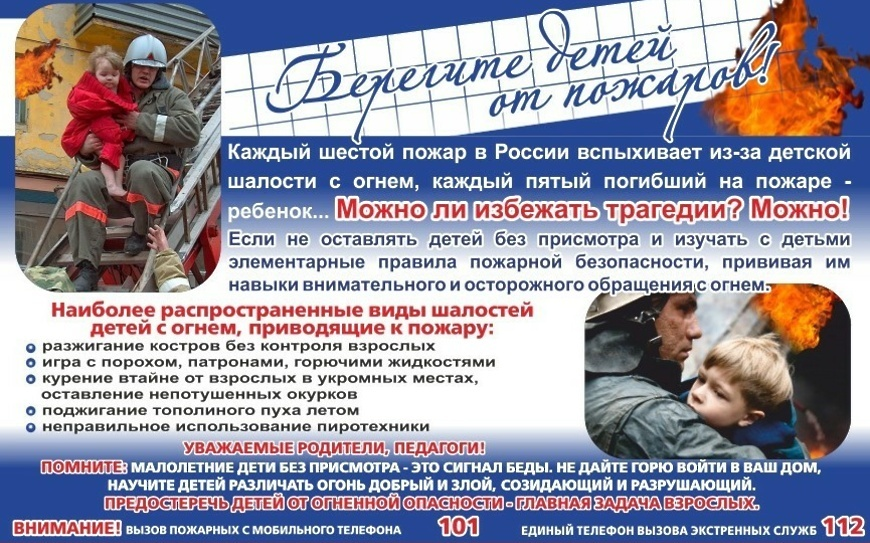 Берегите детей
от пожаров!
Каждый шестой пожар в России вспыхивает из-за детской
шалости с огнем, каждый пятый погибший на пожаре -
ребенок... Можно ли избежать трагедии? Можно!
Если не оставлять детей без присмотра и изучать с детьми
элементарные правила пожарной безопасности, прививая им
навыки внимательного и осторожного обращения с огнем.
Наиболее распространенные виды шалостей
детей с огнем, приводящие к пожару:
разжигание костров без контроля взрослых
игра с порохом, патронами, горючими жидкостями
курение втайне от взрослых в укромных местах,
оставление непотушенных окурков
поджигание тополиного пуха летом
неправильное использование пиротехники
УВАЖАЕМЫЕ РОДИТЕЛИ, ПЕДАГОГИ!
ПОМНИТЕ: МАЛОЛЕТНИЕ ДЕТИ БЕЗ ПРИСМОТРА - ЭТО СИГНАЛ БЕДЫ. НЕ ДАЙТЕ ГОРЮ ВОЙТИ В ВАШ ДОМ,
НАУЧИТЕ ДЕТЕЙ РАЗЛИЧАТЬ ОГОНЬ ДОБРЫЙ И ЗЛОЙ, СОЗИДАЮЩИЙ И РАЗРУШАЮЩИЙ.
ПРЕДОСТЕРЕЧЬ ДЕТЕЙ ОТ ОГНЕННОЙ ОПАСНОСТИ - ГЛАВНАЯ ЗАДАЧА ВЗРОСЛЫХ.
ВНИМАНИЕ! ВЫЗОВ ПОЖАРНЫХ С МОБИЛЬНОГО ТЕЛЕФОНА 101 ЕДИНЫЙ ТЕЛЕФОН ВЫЗОВА ЭКСТРЕННЫХ СЛУЖБ 112